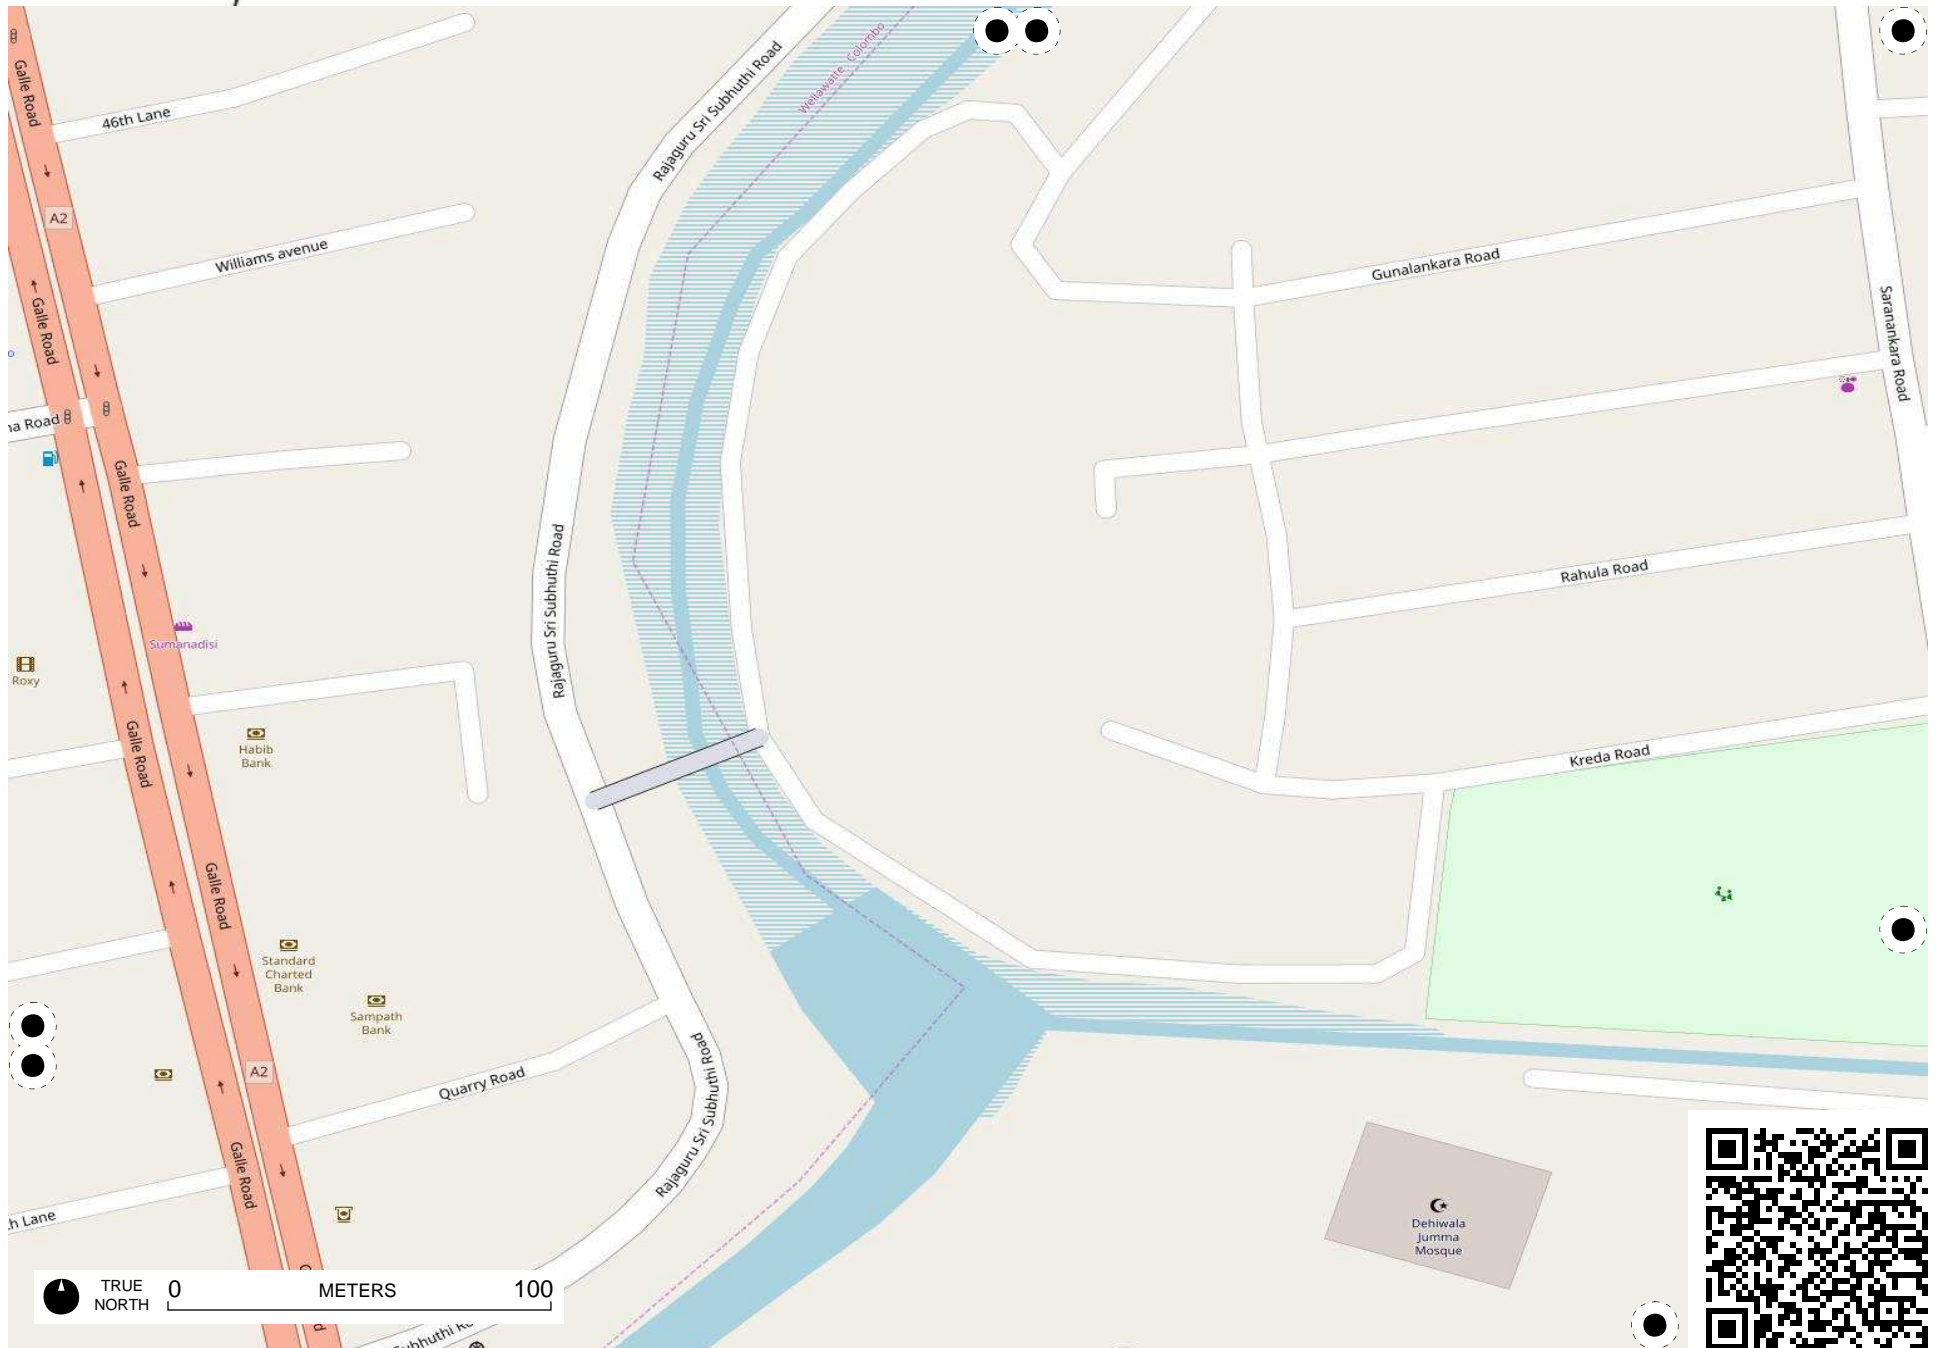 Galle Road
46th Lane
Rajaguru Sri Subhuthi Road
Wellawatte
Colombo
A2
Williams avenue
Gunalankara Road
Galle Road
Saranankara Road
na Road
Galle Road
Rajaguru Sri Subhuthi Road
Rahula Road
Sumanadisi
Roxy
Habib
Bank
Galle Road
Kreda Road
Galle Road
Standard
Charted
Bank
Sampath
Bank
A2
Quarry Road
Rajaguru Sri Subhuthi Road
Galle Road
h Lane
Dehiwala
Jumma
Mosque
TRUE
NORTH
0 METERS 100